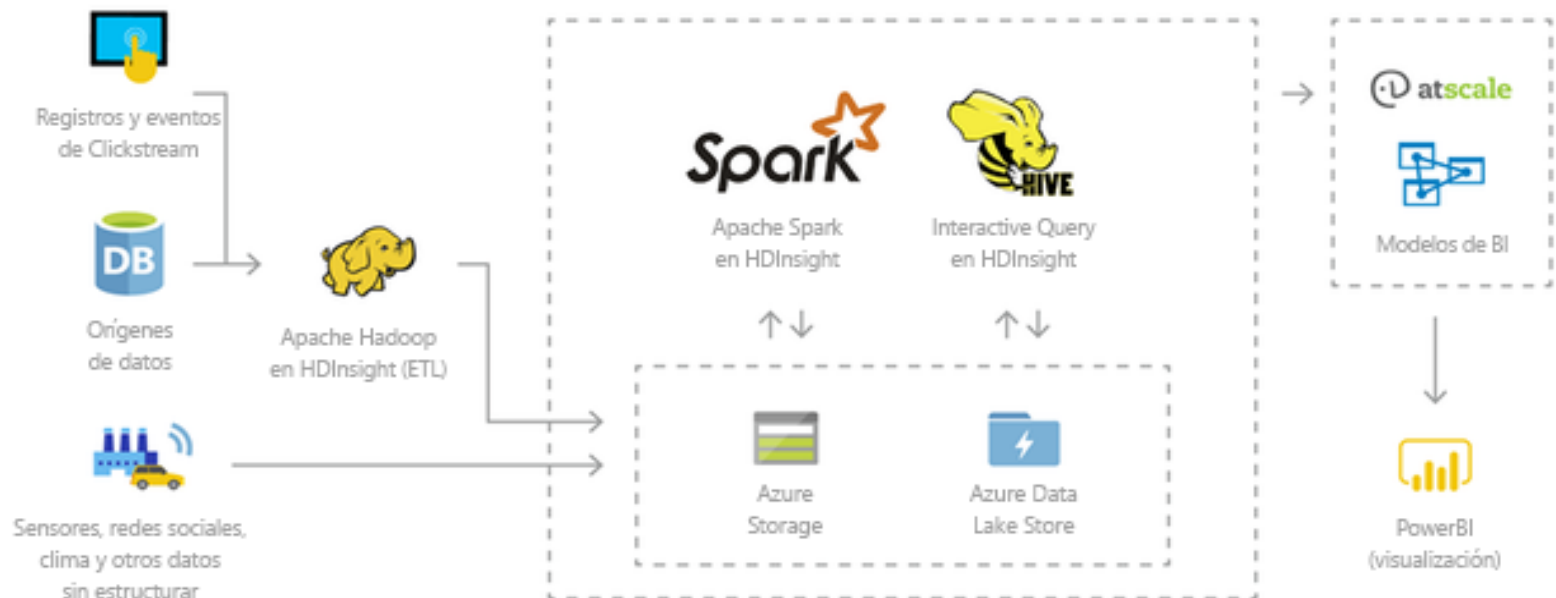 Registros y eventos
de Clickstream
DB
Orígenes
de datos
Sensores, redes sociales,
clima y otros datos
sin estructurar
Apache Hadoop
en HDInsight (ETL)
Spark
Apache Spark
en HDInsight
HIVE
Interactive Query
en HDInsight
Azure
Storage
Azure Data
Lake Store
atscale
Modelos de BI
PowerBI
(visualización)